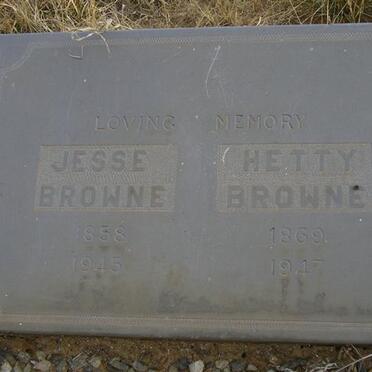 LOVING MEMORY
JESSE HETTY
BROWNE BROWNE
1858 1869
1945 1947